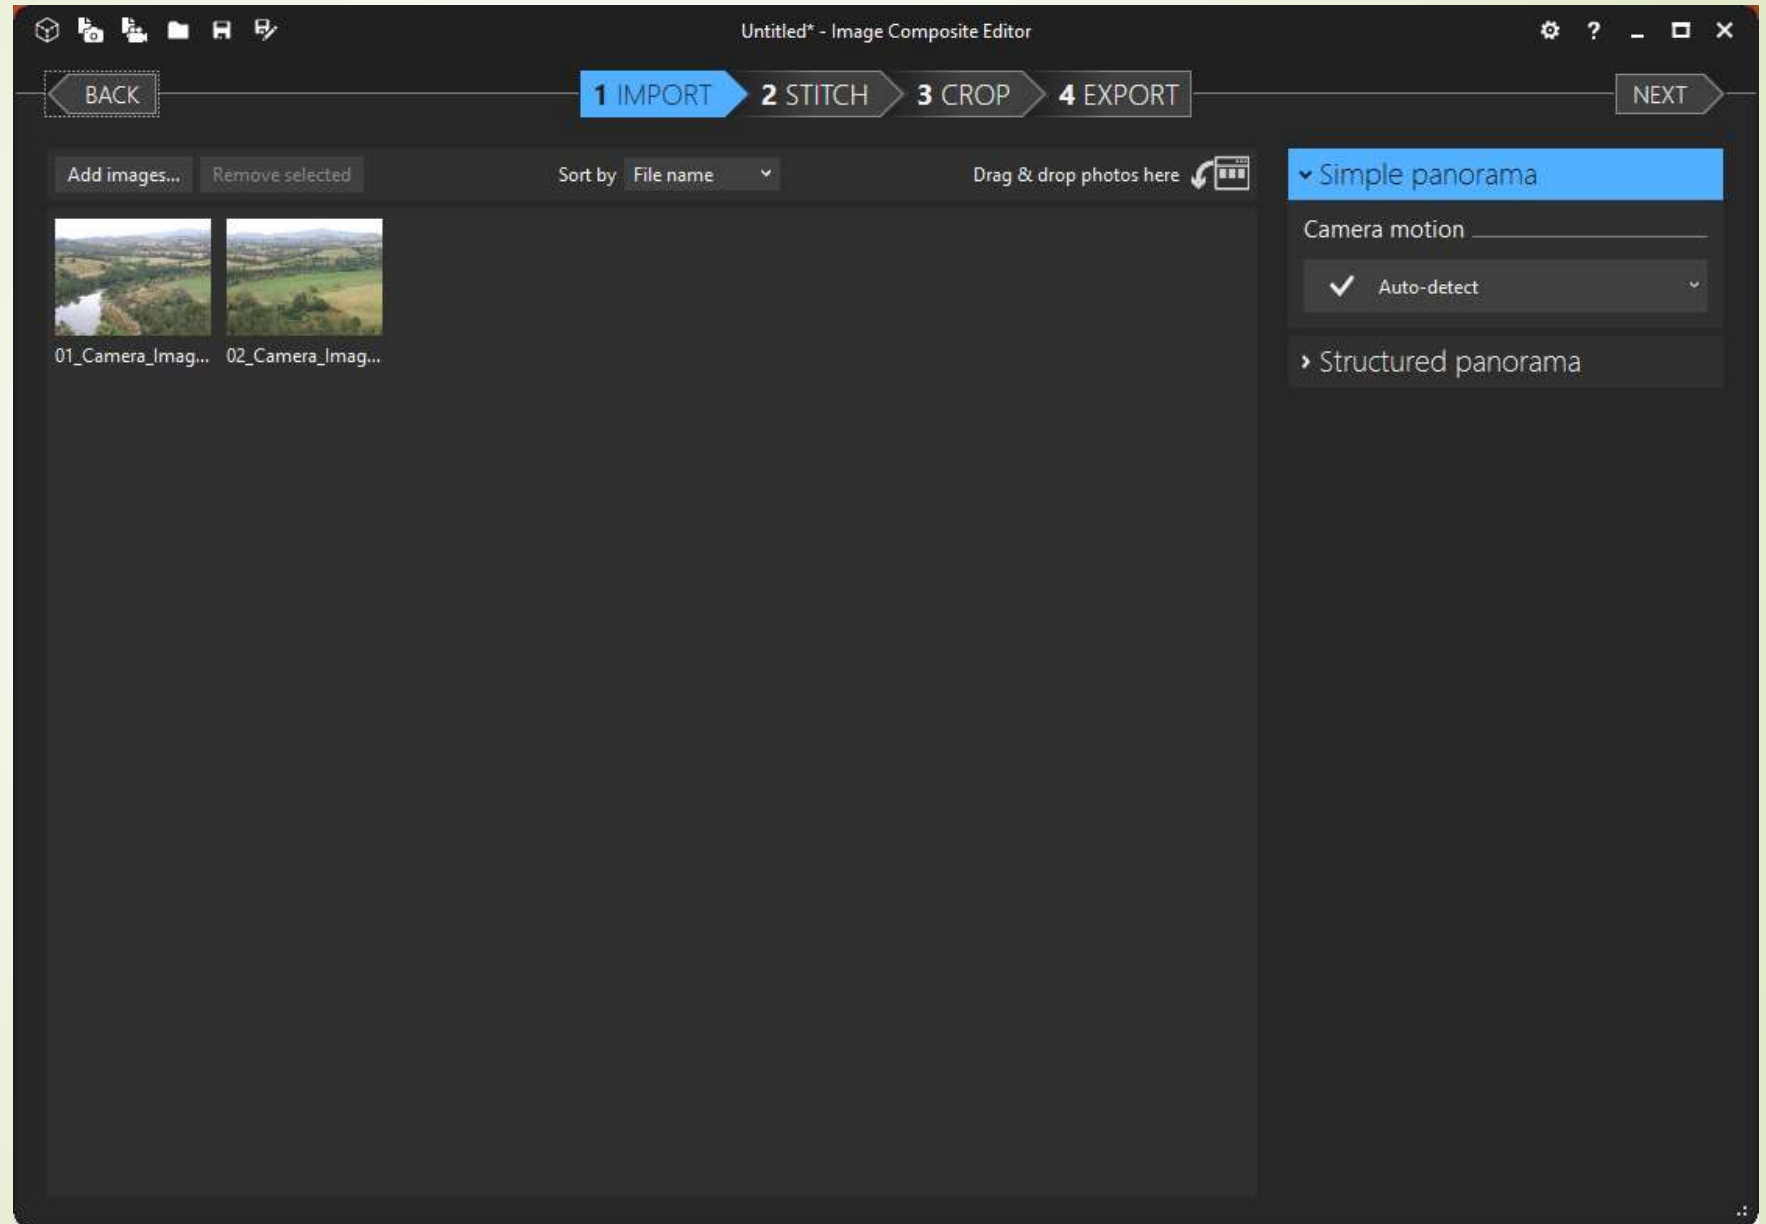 Untitled* - Image Composite Editor
?
BACK
1 IMPORT
2 STITCH
3 CROP
4 EXPORT
NEXT
Add images...
Remove selected
Sort by
File name
Drag & drop photos here
Simple panorama
Camera motion
Auto-detect
01_Camera_Imag...
02_Camera_Imag...
Structured panorama